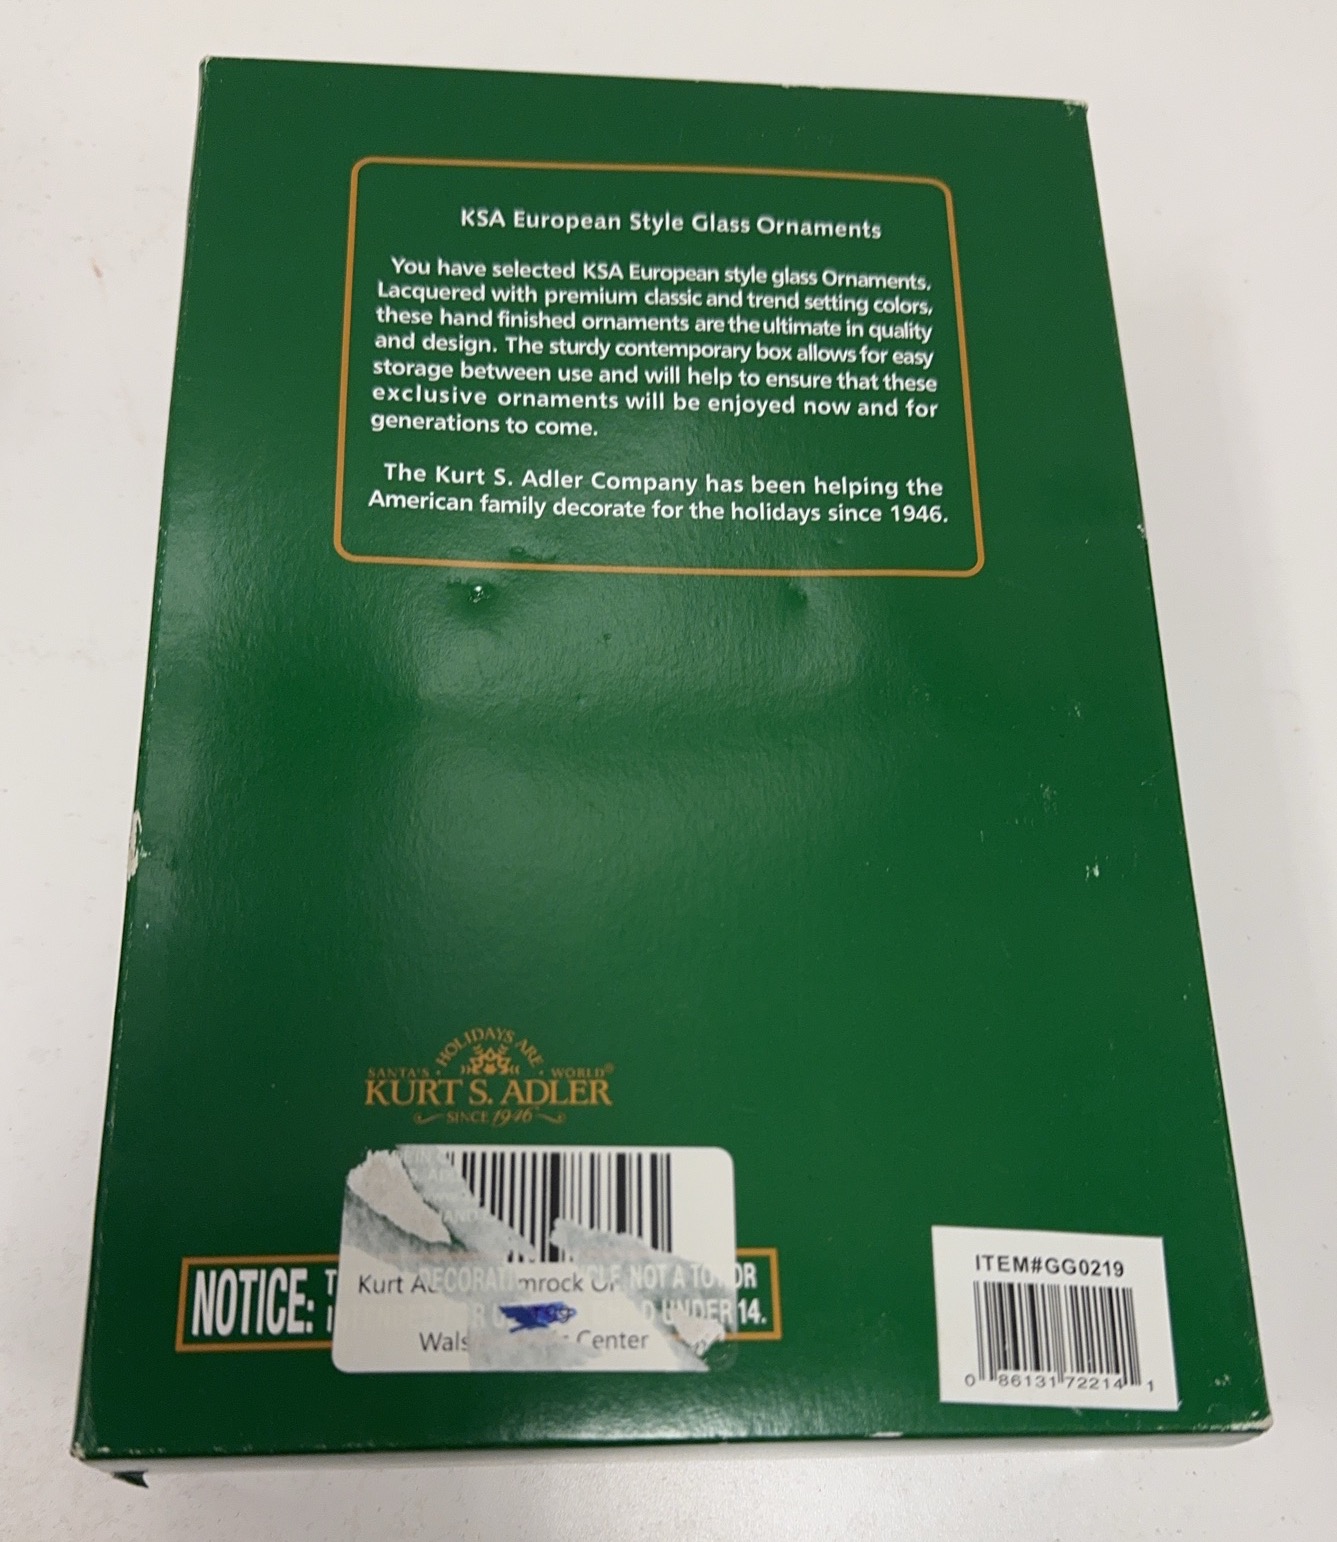 KSA European Style Glass Ornaments
You have selected KSA European style glass Ornaments.
Lacquered with premium classic and trend setting colors,
these hand finished ornaments are the ultimate in quality
and design. The sturdy contemporary box allows for easy
storage between use and will help to ensure that these
exclusive ornaments will be enjoyed now and for
generations to come.
The Kurt S. Adler Company has been helping the
American family decorate for the holidays since 1946.
HOLIDAYS ARE
SANTA'S WORLD®
KURT S. ADLER
SINCE 1946
NOTICE:
NOT A
UNDER 14.
Kurt
Center
ITEM#GG0219
0 86131 72214 1